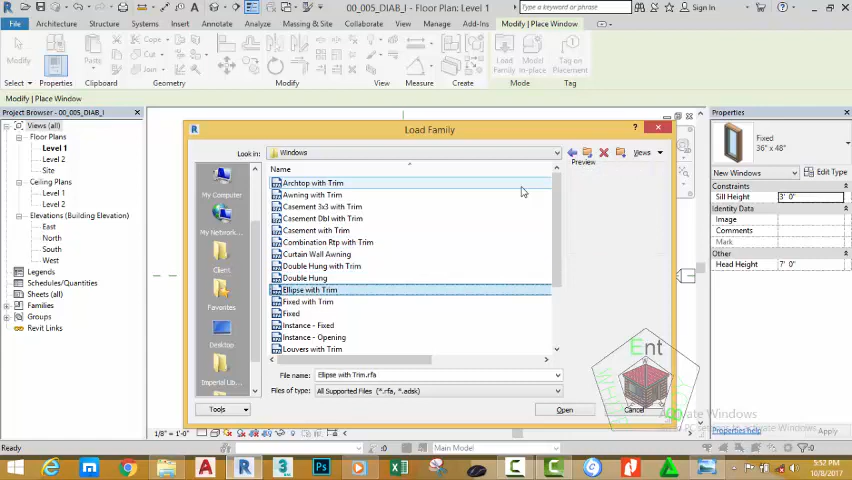 00_005_DIAB_I - Floor Plan: Level 1
Type a keyword or phrase
Sign In
File
Architecture
Structure
Systems
Insert
Annotate
Analyze
Massing & Site
Collaborate
View
Manage
Add-Ins
Modify | Place Window
Modify
Paste
Cope
Cut
Join
Load
Family
Model
In-place
Tag on
Placement
Select
Properties
Clipboard
Geometry
Modify
View
Measure
Create
Mode
Tag
Modify | Place Window
Project Browser - 00_005_DIAB_I
Views (all)
Floor Plans
Level 1
Level 2
Site
Ceiling Plans
Level 1
Level 2
Elevations (Building Elevation)
East
North
South
West
Legends
Schedules/Quantities
Sheets (all)
Families
Groups
Revit Links
Load Family
Look in:
Windows
Views
Name
Preview
Archtop with Trim
Awning with Trim
Casement 3x3 with Trim
Casement Dbl with Trim
Casement with Trim
Combination Rtp with Trim
Curtain Wall Awning
Double Hung with Trim
Double Hung
Ellipse with Trim
Fixed with Trim
Fixed
Instance - Fixed
Instance - Opening
Louvers with Trim
My Computer
My Network...
Client
Favorites
Desktop
Imperial Lib...
File name:
Ellipse with Trim.rfa
Files of type:
All Supported Files (*.rfa, *.adsk)
Tools
Open
Cancel
Properties
Fixed
36" x 48"
New Windows
Edit Type
Constraints
Sill Height
3' 0"
Identity Data
Image
Comments
Mark
Other
Head Height
7' 0"
Ent
Activate Windows
Properties help
Apply
1/8" = 1'-0"
Ready
:0
Main Model
:0
5:52 PM
10/8/2017